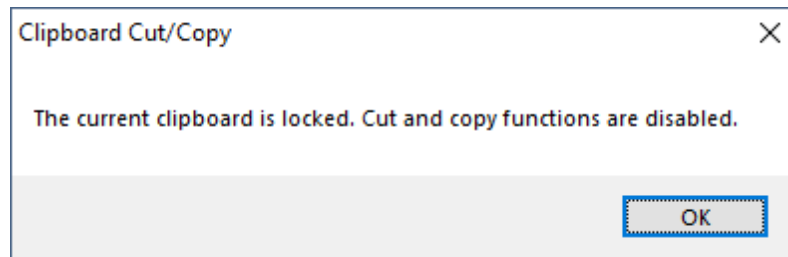 Clipboard Cut/Copy
The current clipboard is locked. Cut and copy functions are disabled.
OK